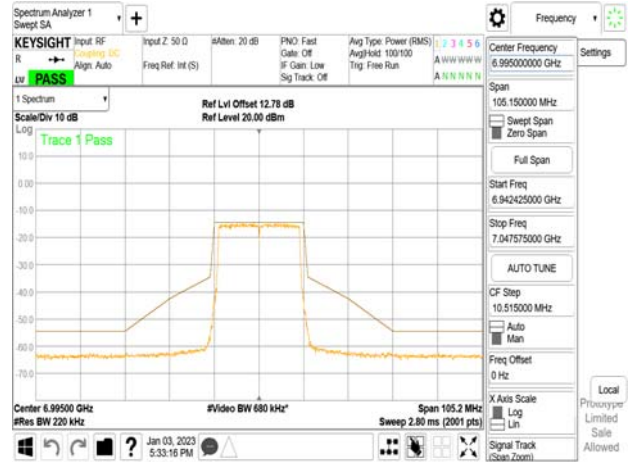 Spectrum Analyzer 1
Swept SA
+
Frequency
KEYSIGHT
R
LV PASS
Input: RF
Coupling: DC
Align: Auto
Input Z: 50 Ω
Freq Ref: Int (S)
#Atten: 20 dB
PNO: Fast
Gate: Off
IF Gain: Low
Sig Track: Off
Avg Type: Power (RMS)
Avg|Hold: 100/100
Trig: Free Run
1 2 3 4 5 6
A W W W W W
A N N N N N
1 Spectrum
Scale/Div 10 dB
Ref Lvl Offset 12.78 dB
Ref Level 20.00 dBm
Log
Trace 1 Pass
10.0
0.00
-10.0
-20.0
-30.0
-40.0
-50.0
-60.0
-70.0
Center 6.99500 GHz
#Video BW 680 kHz*
Span 105.2 MHz
#Res BW 220 kHz
Sweep 2.80 ms (2001 pts)
?
Jan 03, 2023
5:33:16 PM
Center Frequency
6.995000000 GHz
Settings
Span
105.150000 MHz
Swept Span
Zero Span
Full Span
Start Freq
6.942425000 GHz
Stop Freq
7.047575000 GHz
AUTO TUNE
CF Step
10.515000 MHz
Auto
Man
Freq Offset
0 Hz
X Axis Scale
Log
Lin
Signal Track
(Span Zoom)
Local
Prototype
Limited
Sale
Allowed